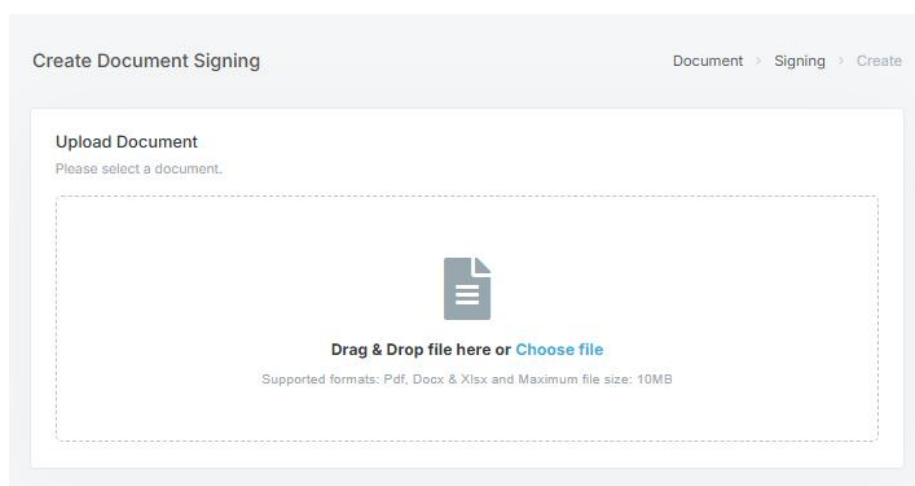 Create Document Signing
Document > Signing > Create
Upload Document
Please select a document.
Drag & Drop file here or Choose file
Supported formats: Pdf, Docx & Xlsx and Maximum file size: 10MB